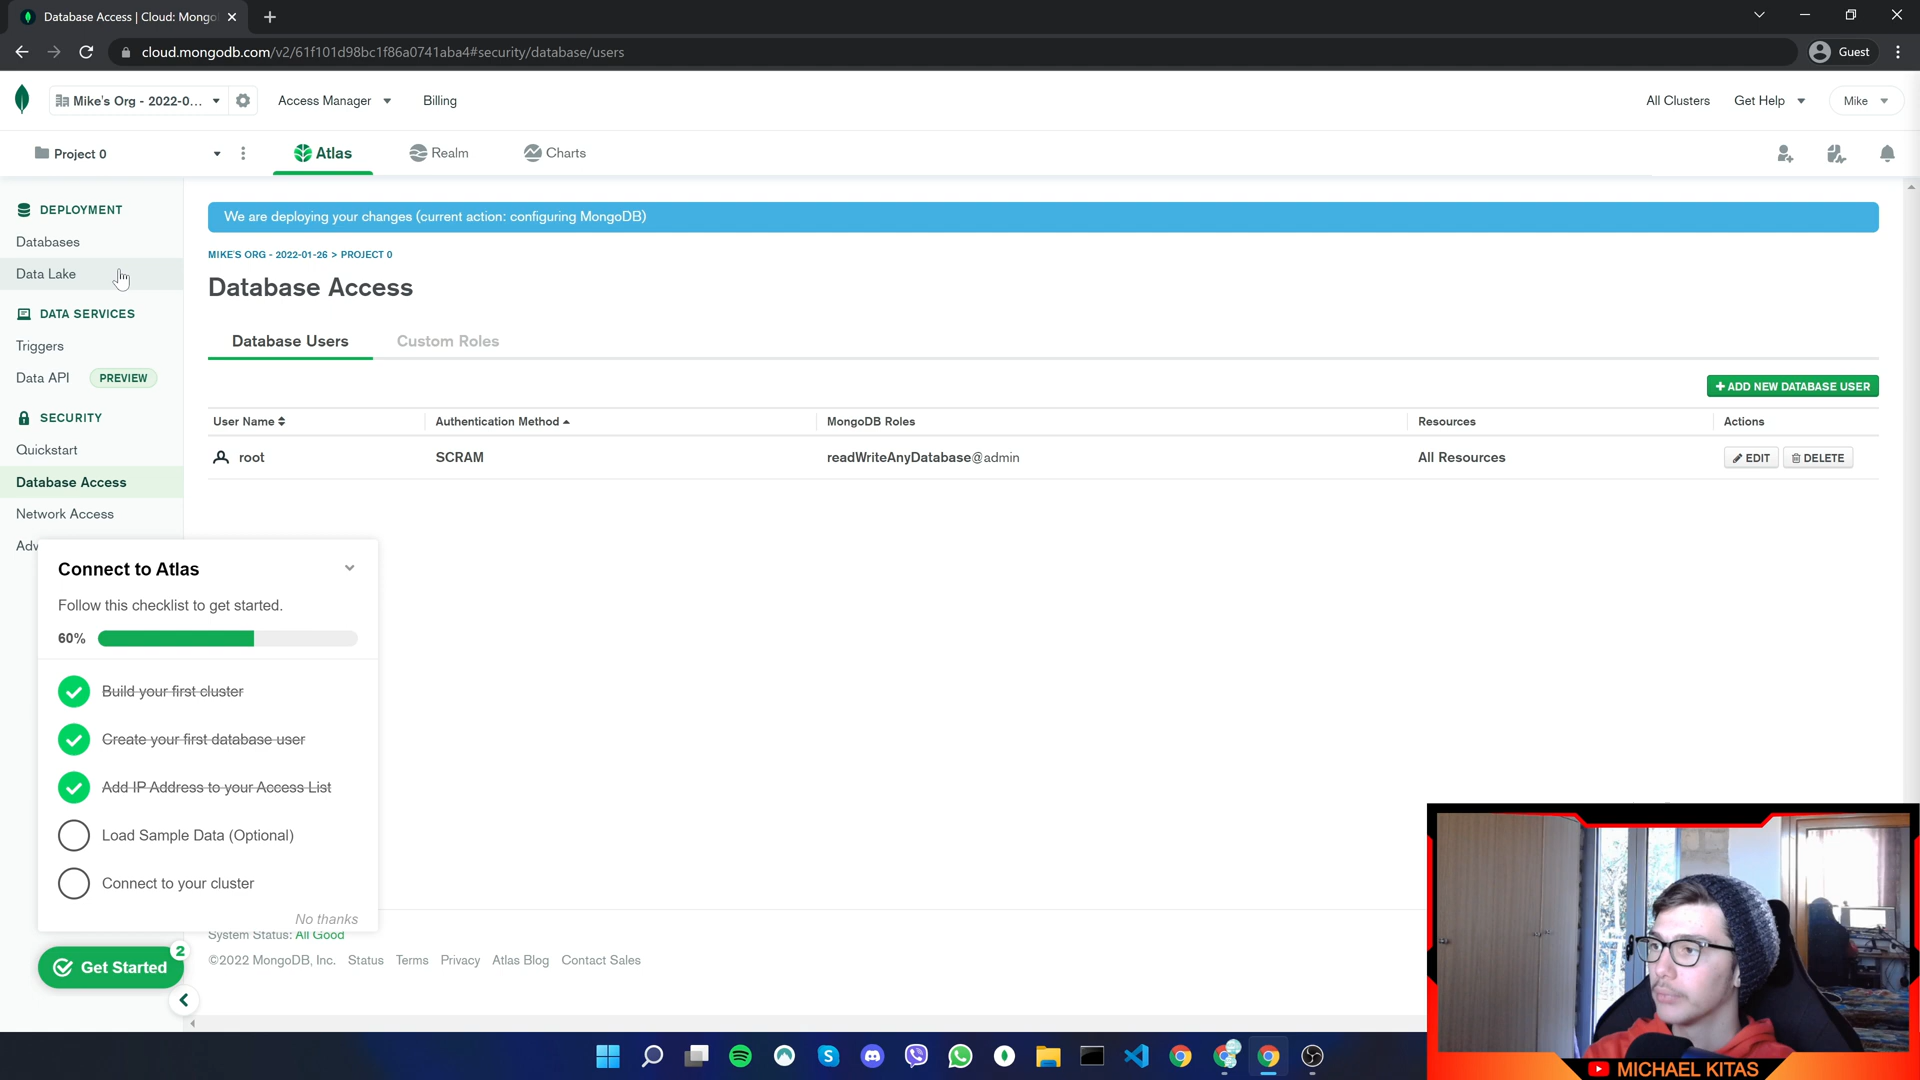 Database Access | Cloud: Mongo
cloud.mongodb.com/v2/61f101d98bc1f86a0741aba4#security/database/users
Guest
Mike's Org - 2022-0...
Access Manager
Billing
All Clusters
Get Help
Mike
Project 0
Atlas
Realm
Charts
DEPLOYMENT
Databases
Data Lake
DATA SERVICES
Triggers
Data API PREVIEW
SECURITY
Quickstart
Database Access
Network Access
Adv
We are deploying your changes (current action: configuring MongoDB)
MIKE'S ORG - 2022-01-26 > PROJECT 0
Database Access
Database Users
Custom Roles
+ ADD NEW DATABASE USER
User Name
Authentication Method
MongoDB Roles
Resources
Actions
root
SCRAM
readWriteAnyDatabase@admin
All Resources
EDIT
DELETE
Connect to Atlas
Follow this checklist to get started.
60%
Build your first cluster
Create your first database user
Add IP Address to your Access List
Load Sample Data (Optional)
Connect to your cluster
No thanks
Get Started
2
System Status: All Good
©2022 MongoDB, Inc. Status Terms Privacy Atlas Blog Contact Sales
MICHAEL KITAS